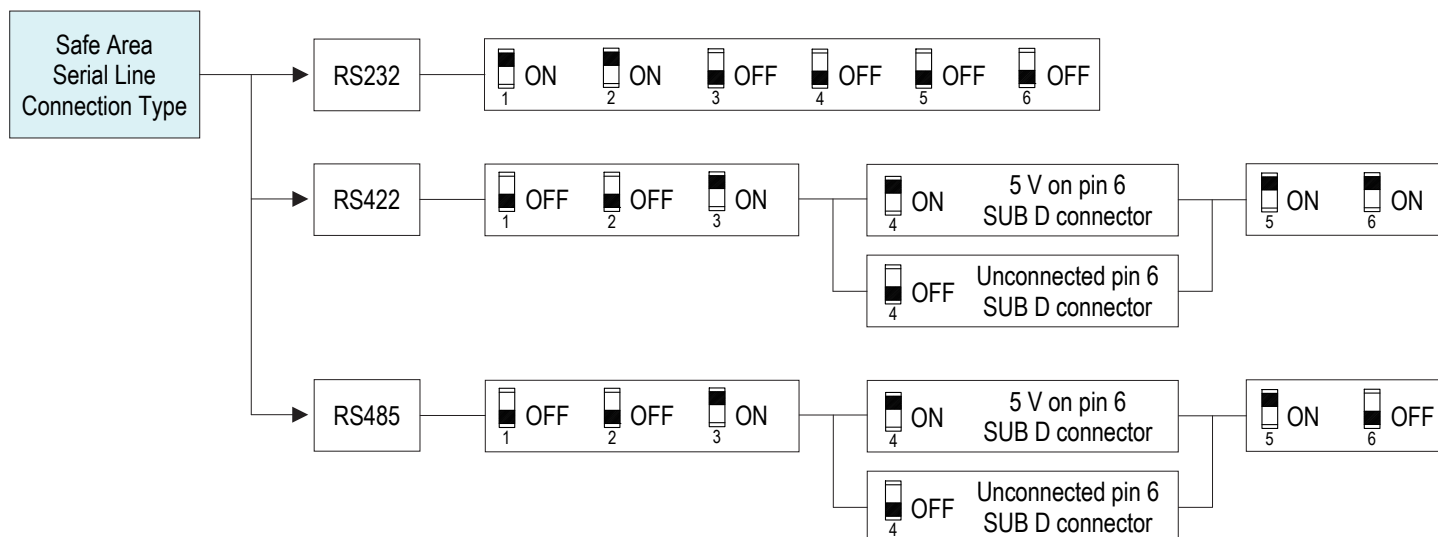 Safe Area
Serial Line
Connection Type
RS232
ON ON OFF OFF OFF OFF
1 2 3 4 5 6
RS422
OFF OFF ON
1 2 3
ON 5 V on pin 6
SUB D connector
4
OFF Unconnected pin 6
SUB D connector
4
ON ON
5 6
RS485
OFF OFF ON
1 2 3
ON 5 V on pin 6
SUB D connector
4
OFF Unconnected pin 6
SUB D connector
4
ON OFF
5 6